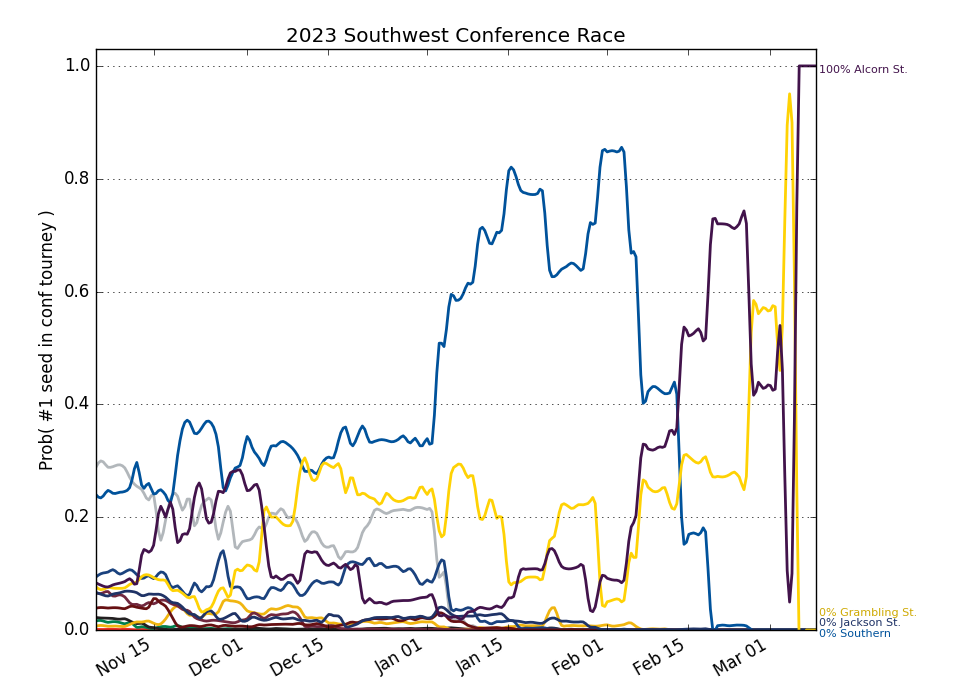 2023 Southwest Conference Race
Prob( #1 seed in conf tourney )
1.0
0.8
0.6
0.4
0.2
0.0
Nov 15
Dec 01
Dec 15
Jan 01
Jan 15
Feb 01
Feb 15
Mar 01
100% Alcorn St.
0% Grambling St.
0% Jackson St.
0% Southern